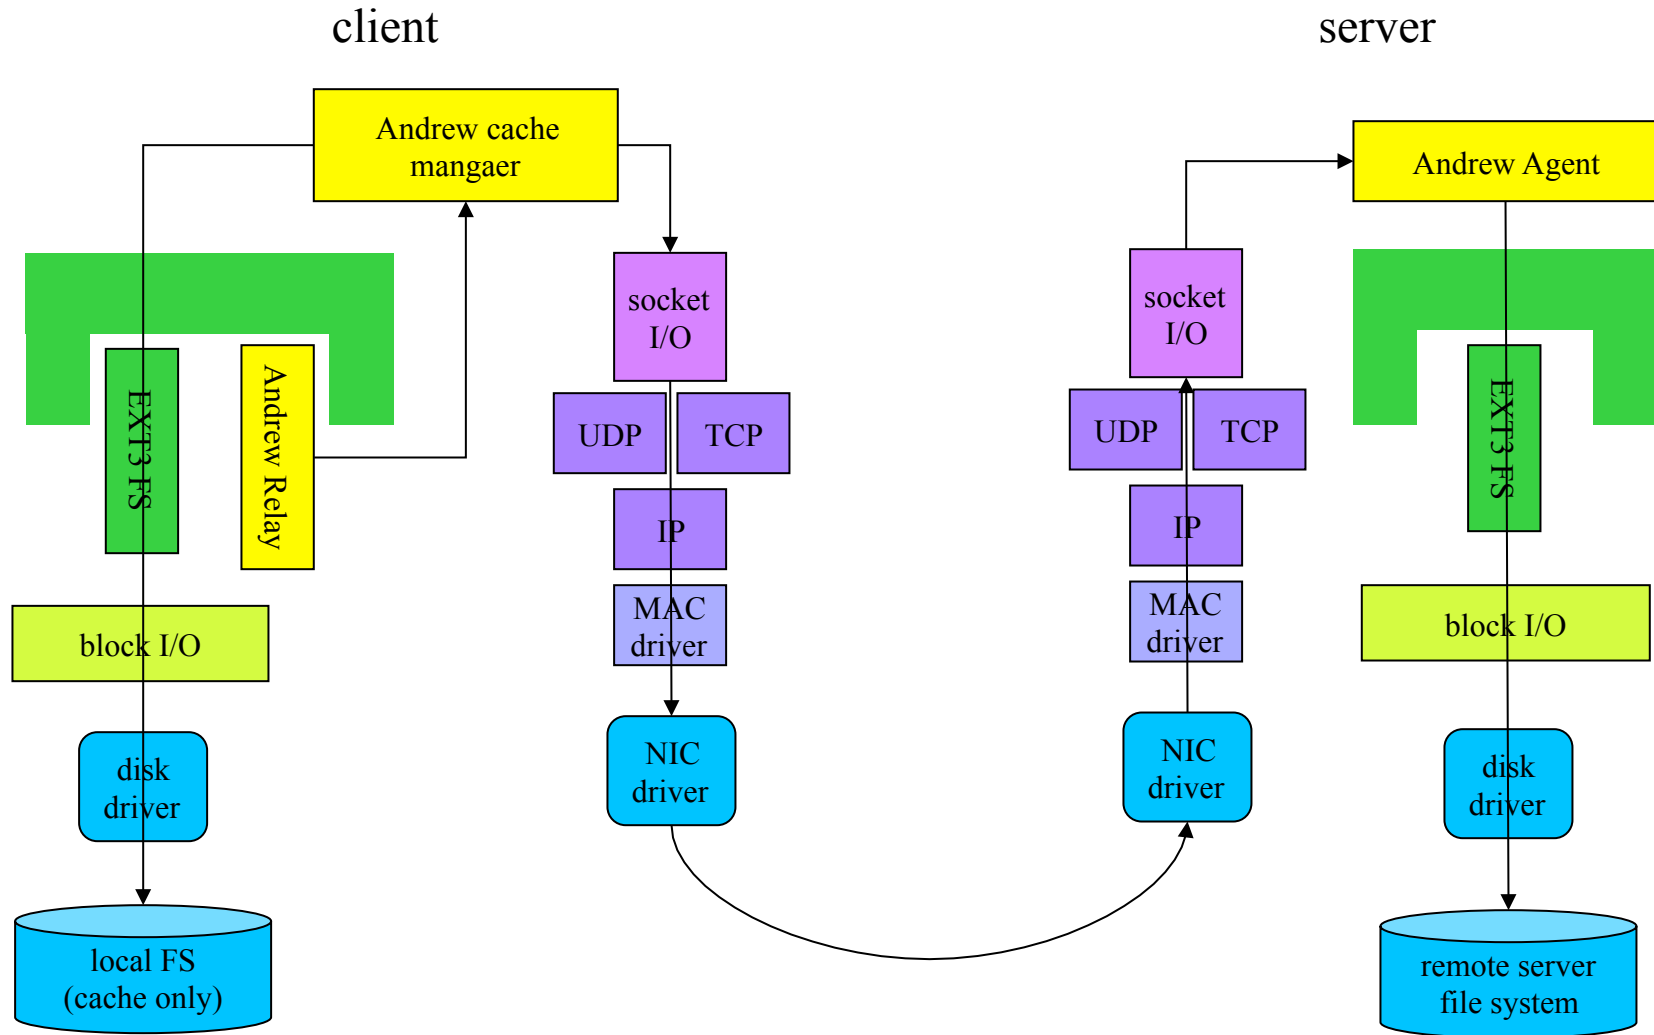 client
server
Andrew cache
mangaer
Andrew Agent
socket
I/O
socket
I/O
EXT3 FS
Andrew Relay
EXT3 FS
UDP
TCP
UDP
TCP
IP
IP
MAC
driver
MAC
driver
block I/O
block I/O
disk
driver
NIC
driver
NIC
driver
disk
driver
local FS
(cache only)
remote server
file system